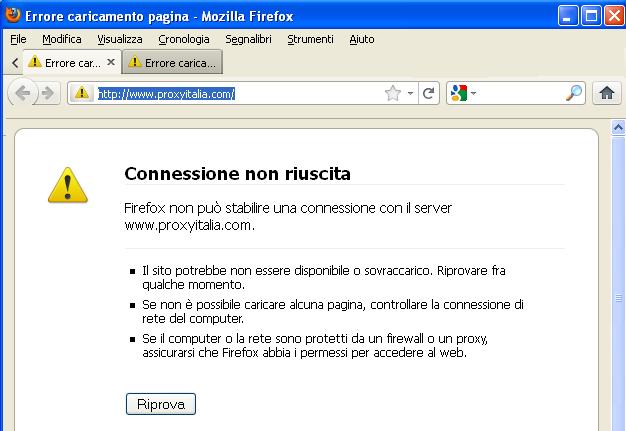 Errore caricamento pagina - Mozilla Firefox
File Modifica Visualizza Cronologia Segnalibri Strumenti Aiuto
Errore car... Errore carica...
http://www.proxyitalia.com/
Connessione non riuscita
Firefox non può stabilire una connessione con il server
www.proxyitalia.com.
Il sito potrebbe non essere disponibile o sovraccarico. Riprovare fra
qualche momento.
Se non è possibile caricare alcuna pagina, controllare la connessione di
rete del computer.
Se il computer o la rete sono protetti da un firewall o un proxy,
assicurarsi che Firefox abbia i permessi per accedere al web.
Riprova